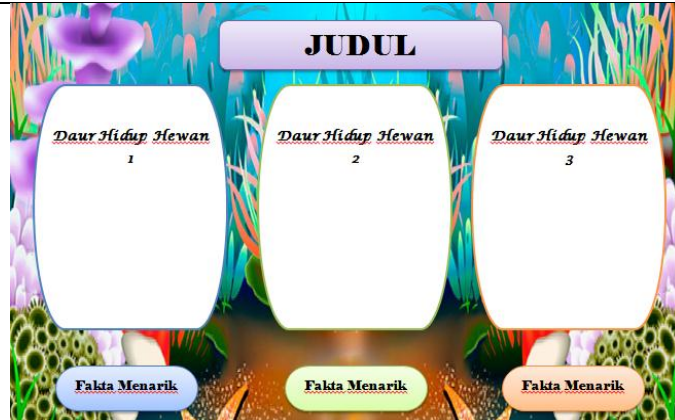 JUDUL
Daur Hidup Hewan
1
Daur Hidup Hewan
2
Daur Hidup Hewan
3
Fakta Menarik
Fakta Menarik
Fakta Menarik